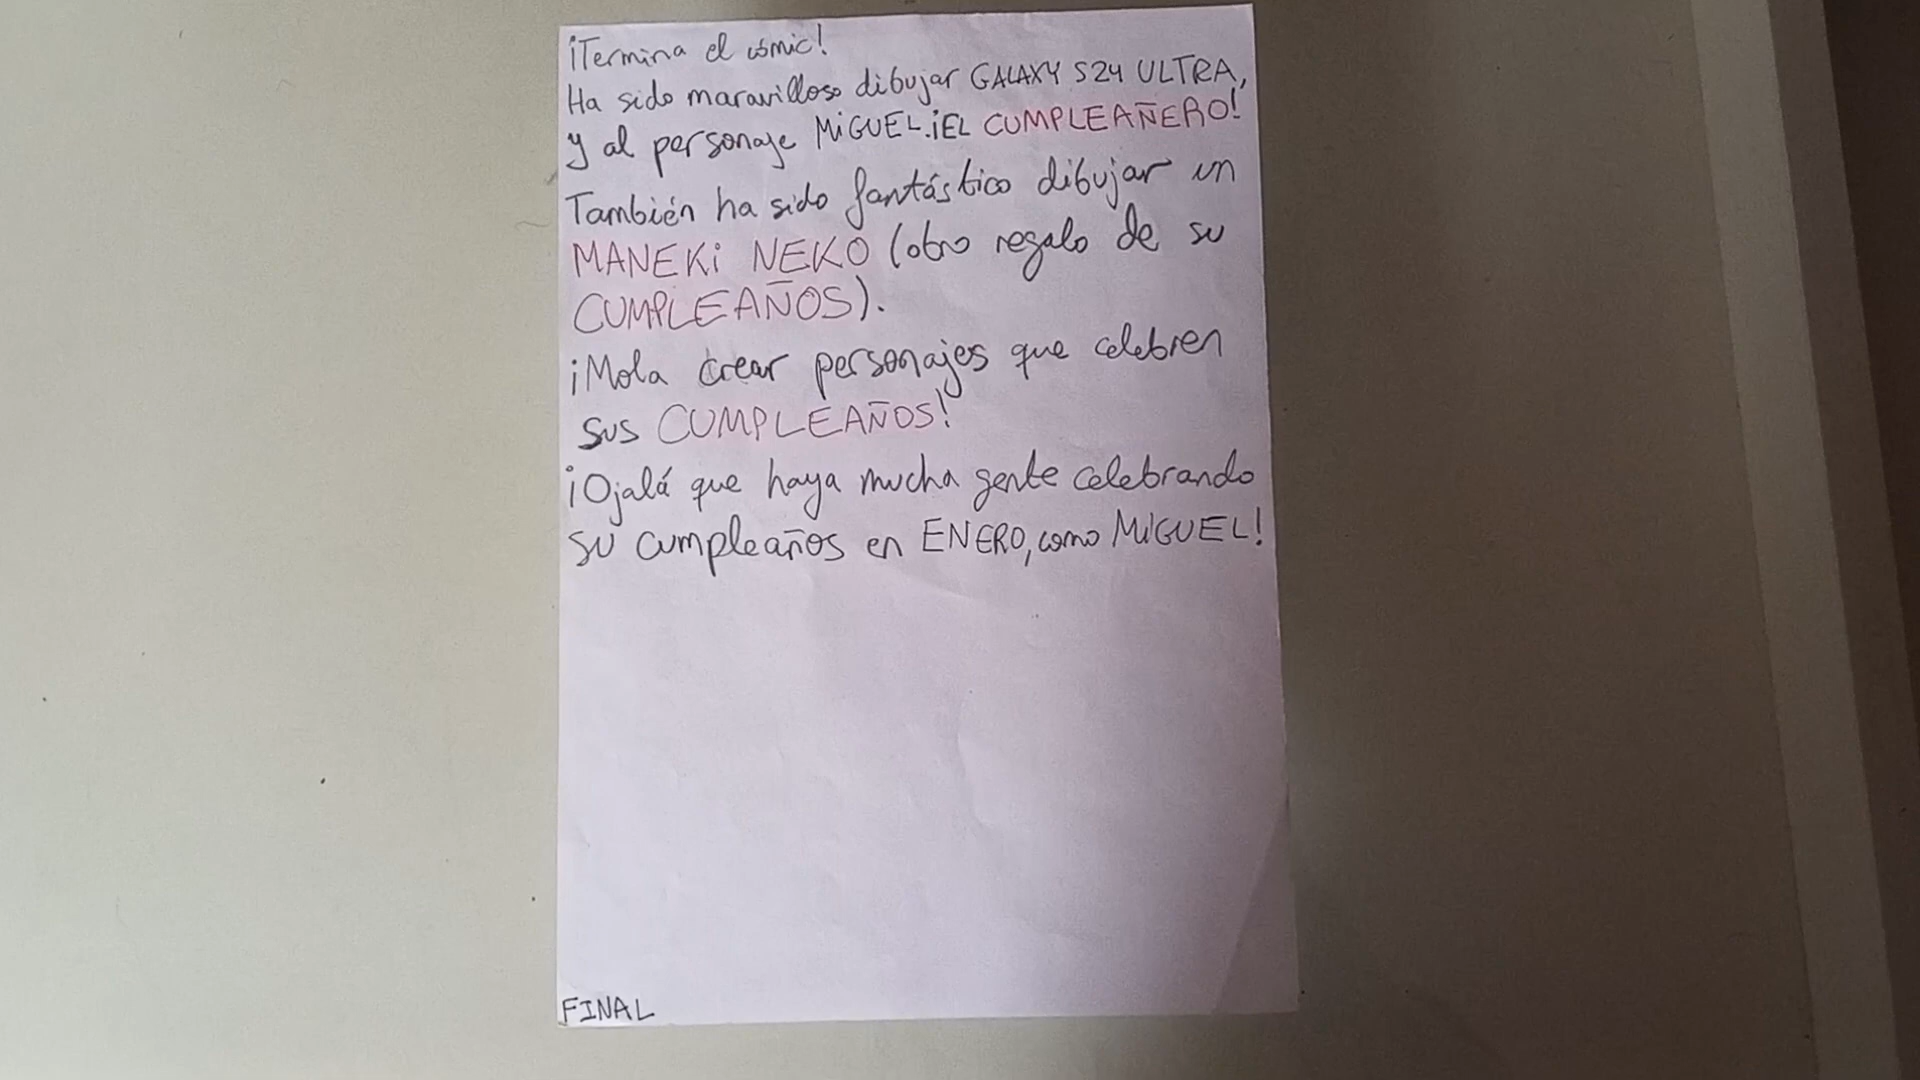 ¡Termina el cómic!
Ha sido maravilloso dibujar GALAXY S24 ULTRA,
y al personaje MiGUEL.¡EL CUMPLEAÑERO!
También ha sido fantástico dibujar un
MANEKi NEKO (otro regalo de su
CUMPLEAÑOS).
¡Mola crear personajes que celebren
sus CUMPLEAÑOS!
¡Ojalá que haya mucha gente celebrando
su cumpleaños en ENERO, como MiGUEL!
FINAL